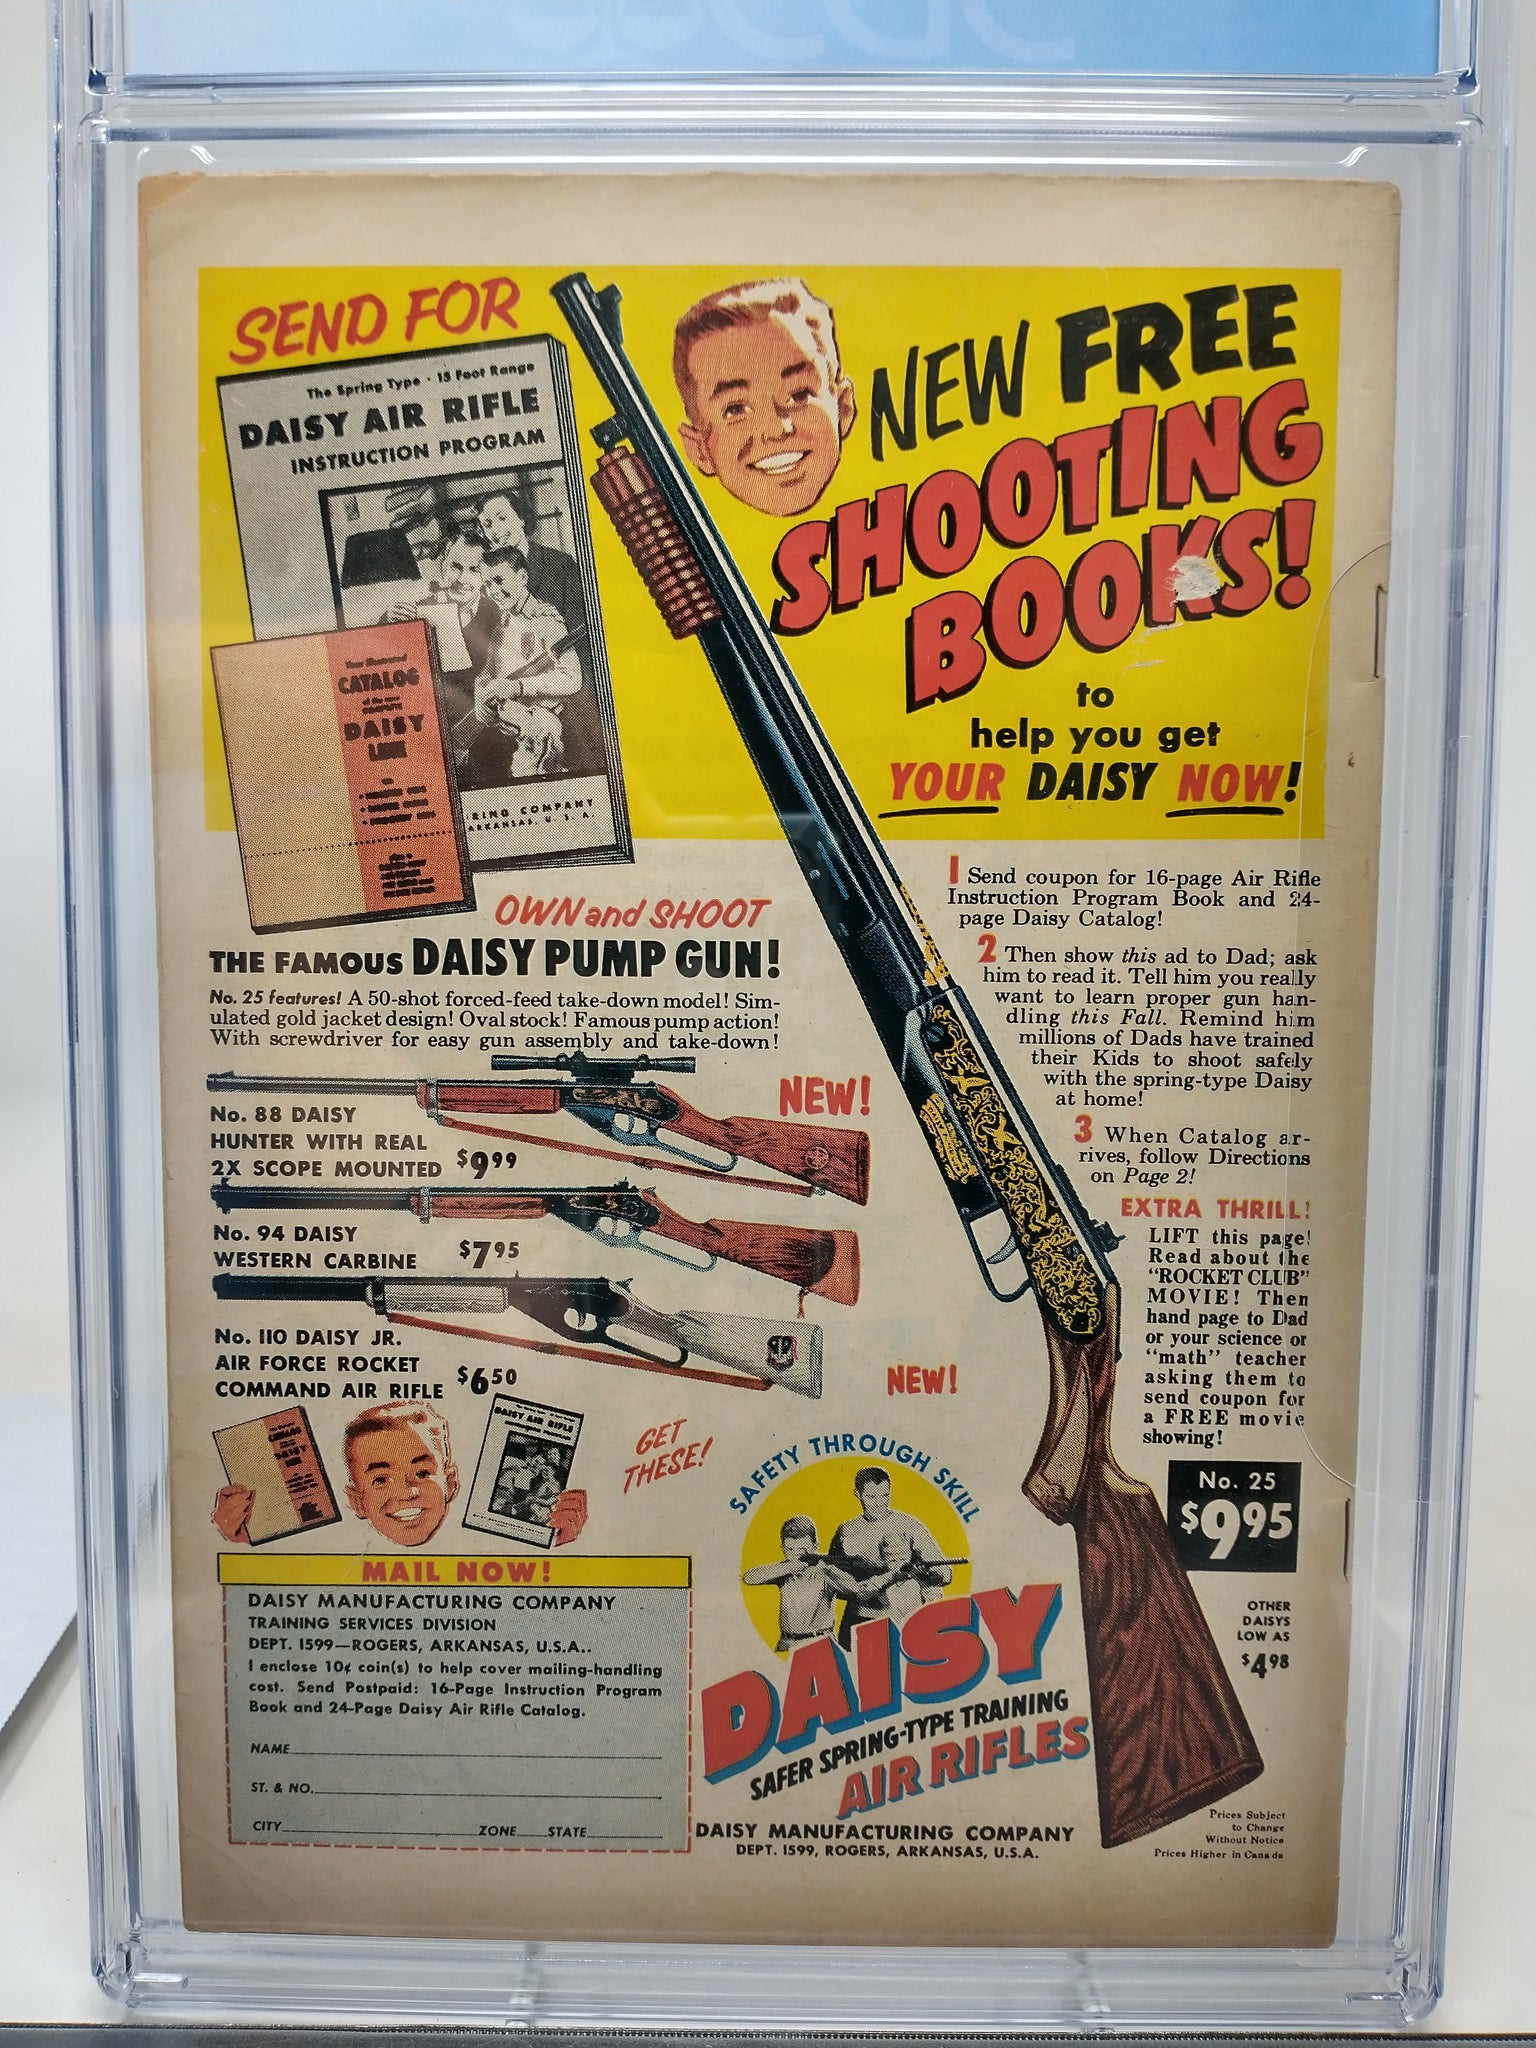 SEND FOR
The Spring Type · 15 Foot Range
DAISY AIR RIFLE
INSTRUCTION PROGRAM
Your Illustrated
CATALOG
of the new
DAISY
LINE
RING COMPANY
ARKANSAS, U. S. A.
NEW FREE
SHOOTING
BOOKS!
to
help you get
YOUR DAISY NOW!
1 Send coupon for 16-page Air Rifle
Instruction Program Book and 24-
page Daisy Catalog!
2 Then show this ad to Dad; ask
him to read it. Tell him you really
want to learn proper gun han-
dling this Fall. Remind him
millions of Dads have trained
their Kids to shoot safely
with the spring-type Daisy
at home!
3 When Catalog ar-
rives, follow Directions
on Page 2!
EXTRA THRILL!
LIFT this page!
Read about the
"ROCKET CLUB"
MOVIE! Then
hand page to Dad
or your science or
"math" teacher
asking them to
send coupon for
a FREE movie
showing!
OWN and SHOOT
THE FAMOUS DAISY PUMP GUN!
No. 25 features! A 50-shot forced-feed take-down model! Sim-
ulated gold jacket design! Oval stock! Famous pump action!
With screwdriver for easy gun assembly and take-down!
NEW!
No. 88 DAISY
HUNTER WITH REAL
2X SCOPE MOUNTED $9.99
No. 94 DAISY
WESTERN CARBINE $7.95
No. 110 DAISY JR.
AIR FORCE ROCKET
COMMAND AIR RIFLE $6.50
NEW!
CATALOG
DAISY
DAISY AIR RIFLE
GET
THESE!
No. 25
$9.95
OTHER
DAISYS
LOW AS
$4.98
MAIL NOW!
DAISY MANUFACTURING COMPANY
TRAINING SERVICES DIVISION
DEPT. 1599—ROGERS, ARKANSAS, U.S.A..
I enclose 10¢ coin(s) to help cover mailing-handling
cost. Send Postpaid: 16-Page Instruction Program
Book and 24-Page Daisy Air Rifle Catalog.
NAME
ST. & NO.
CITY ZONE STATE
SAFETY THROUGH SKILL
DAISY
SAFER SPRING-TYPE TRAINING
AIR RIFLES
DAISY MANUFACTURING COMPANY
DEPT. 1599, ROGERS, ARKANSAS, U.S.A.
Prices Subject
to Change
Without Notice
Prices Higher in Canada